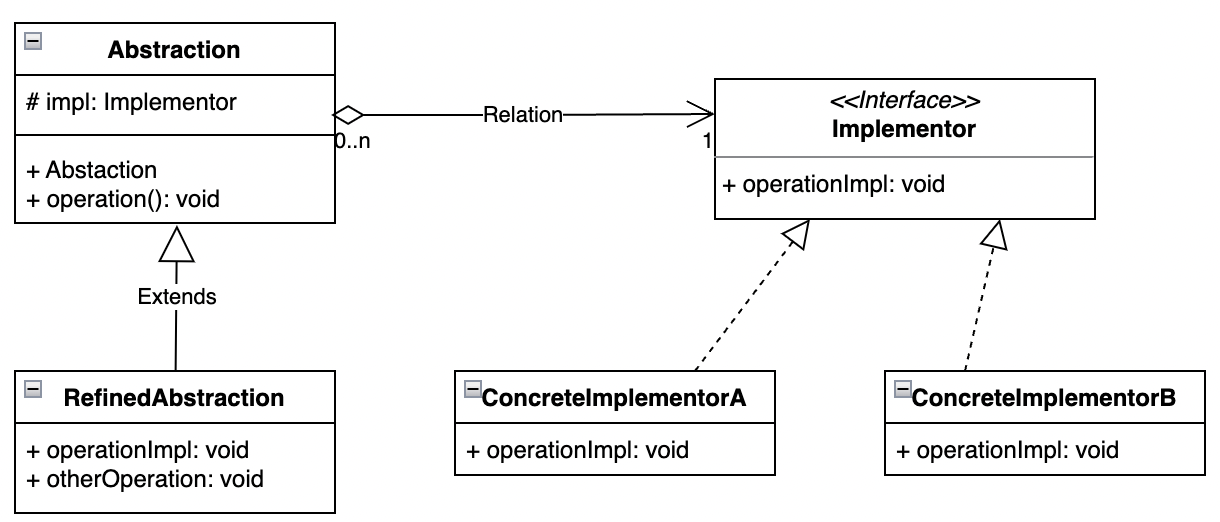 Abstraction
# impl: Implementor
+ Abstaction
+ operation(): void
Relation
0..n
1
<<Interface>>
Implementor
+ operationImpl: void
Extends
RefinedAbstraction
+ operationImpl: void
+ otherOperation: void
ConcreteImplementorA
+ operationImpl: void
ConcreteImplementorB
+ operationImpl: void